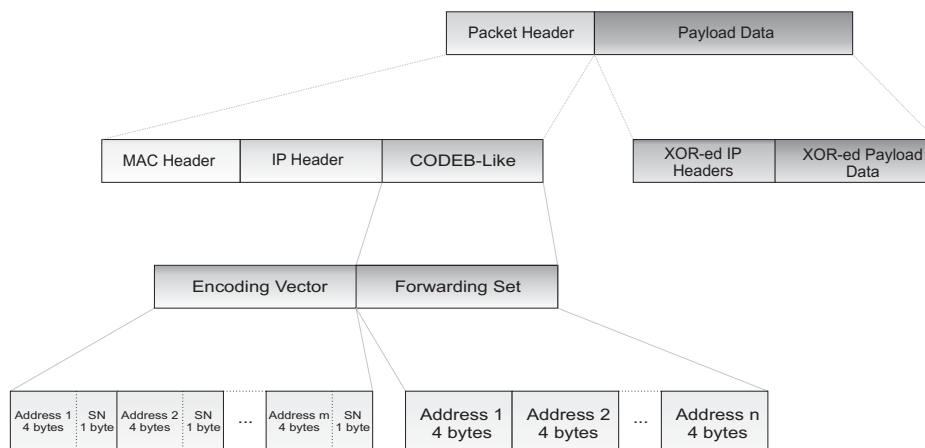 Packet Header Payload Data
MAC Header IP Header CODEB-Like XOR-ed IP Headers XOR-ed Payload Data
Encoding Vector Forwarding Set
Address 1 4 bytes SN 1 byte Address 2 4 bytes SN 1 byte ... Address m 4 bytes SN 1 byte Address 1 4 bytes Address 2 4 bytes ... Address n 4 bytes